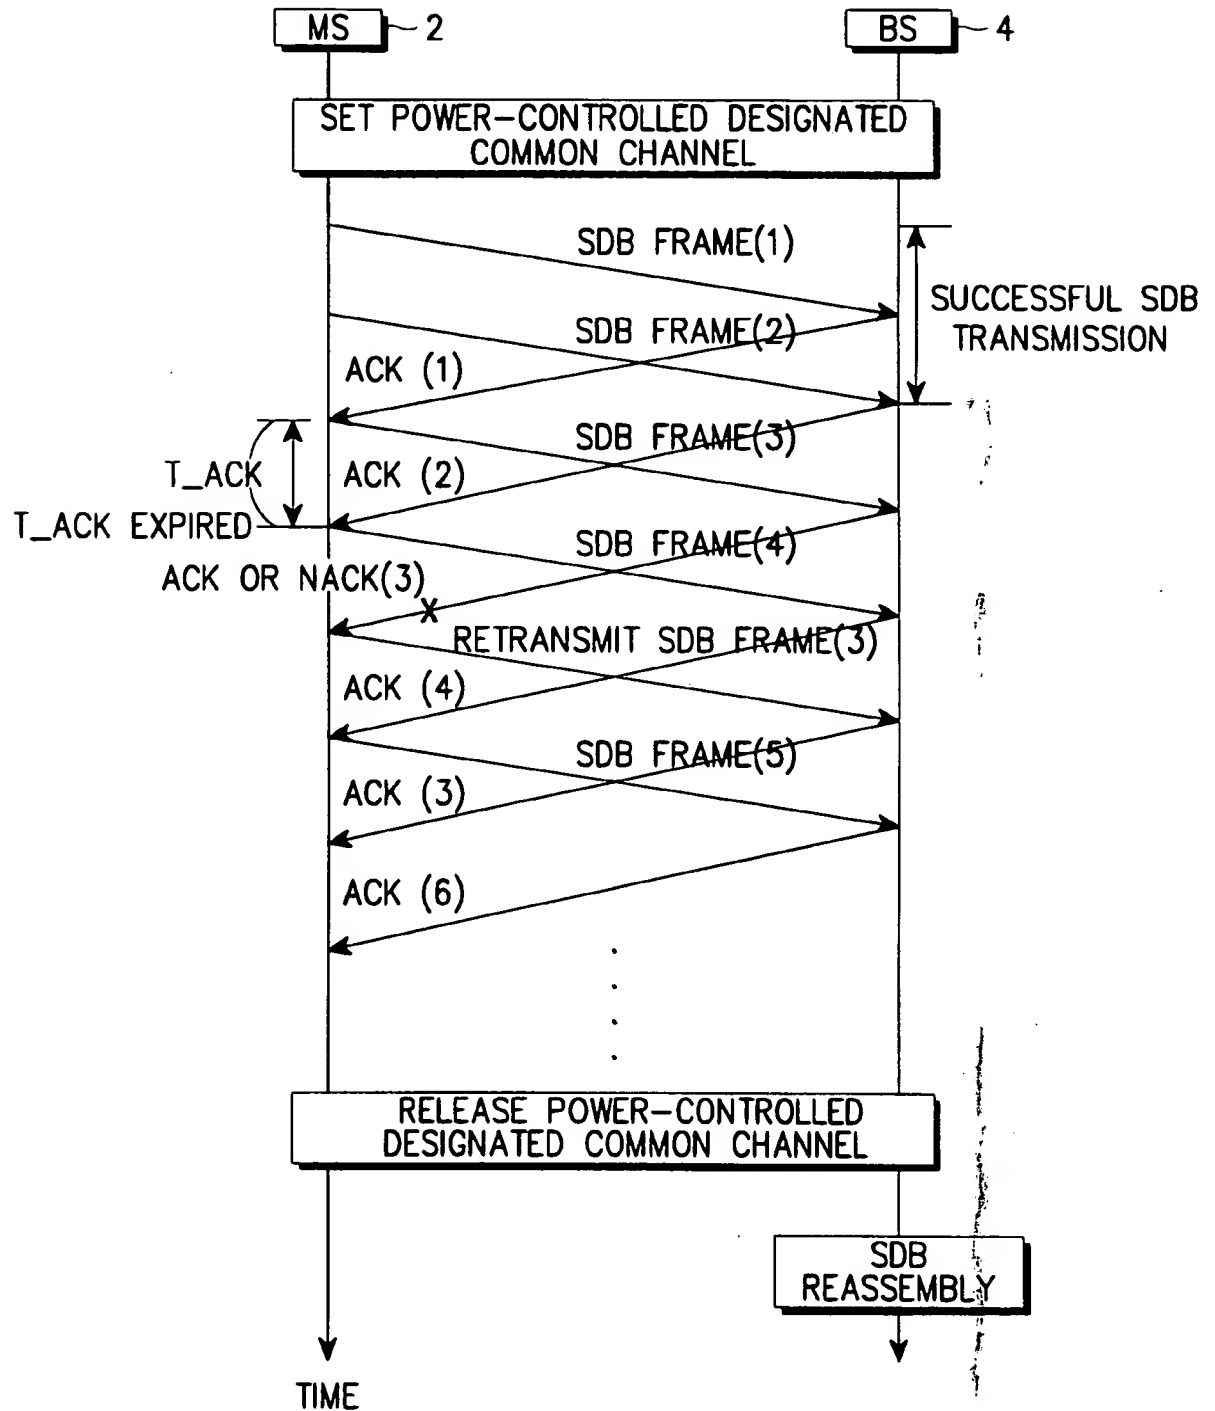 MS 2
BS 4
SET POWER-CONTROLLED DESIGNATED
COMMON CHANNEL
SDB FRAME(1)
SUCCESSFUL SDB
TRANSMISSION
SDB FRAME(2)
ACK (1)
SDB FRAME(3)
T_ACK
ACK (2)
T_ACK EXPIRED
SDB FRAME(4)
ACK OR NACK(3)
X
RETRANSMIT SDB FRAME(3)
ACK (4)
SDB FRAME(5)
ACK (3)
ACK (6)
RELEASE POWER-CONTROLLED
DESIGNATED COMMON CHANNEL
SDB
REASSEMBLY
TIME